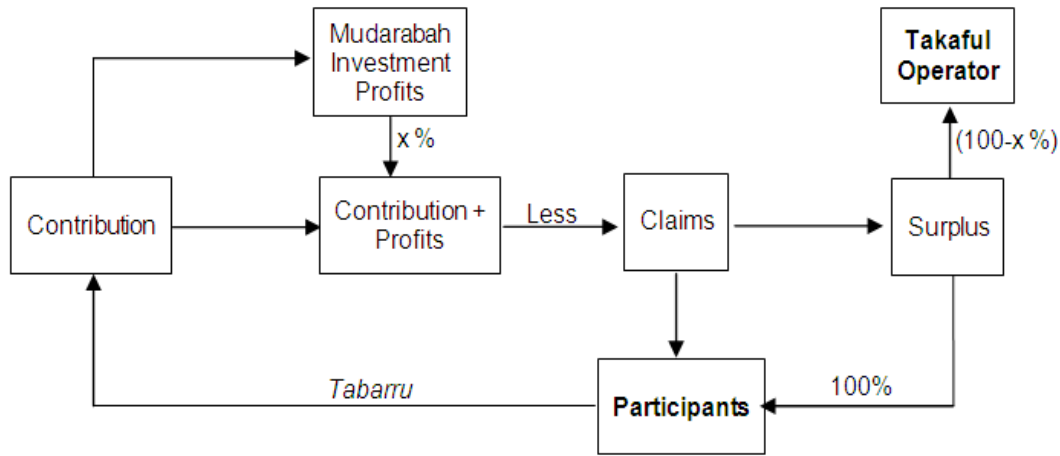 Mudarabah
Investment
Profits
Takaful
Operator
x %
(100-x %)
Contribution
Contribution +
Profits
Less
Claims
Surplus
Tabarru
Participants
100%